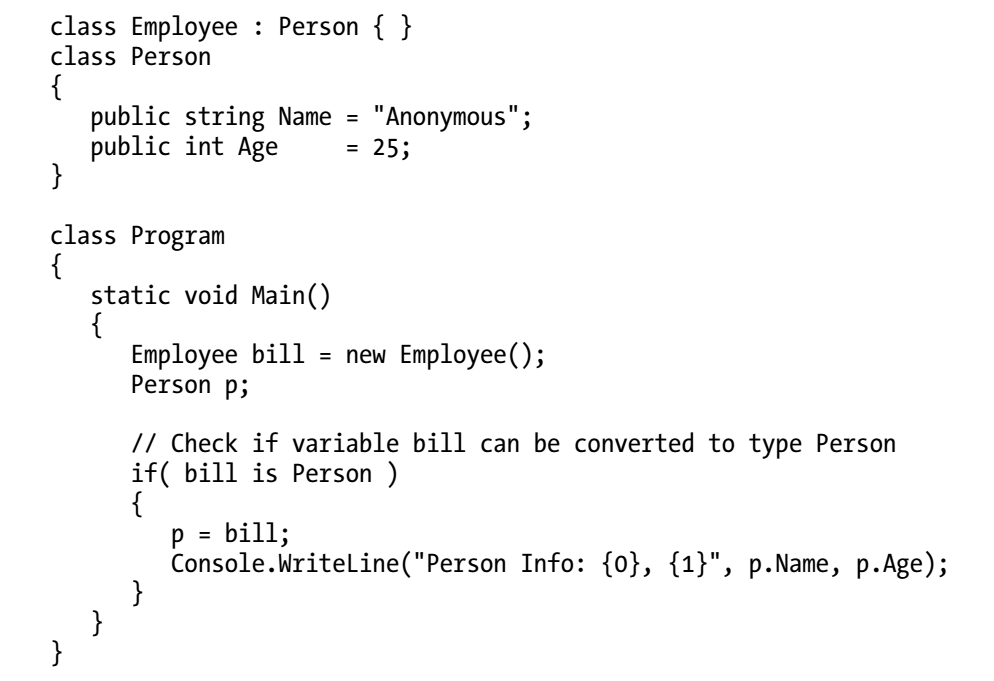 class Employee : Person { }
class Person
{
   public string Name = "Anonymous";
   public int Age     = 25;
}

class Program
{
   static void Main()
   {
      Employee bill = new Employee();
      Person p;

      // Check if variable bill can be converted to type Person
      if( bill is Person )
      {
         p = bill;
         Console.WriteLine("Person Info: {0}, {1}", p.Name, p.Age);
      }
   }
}